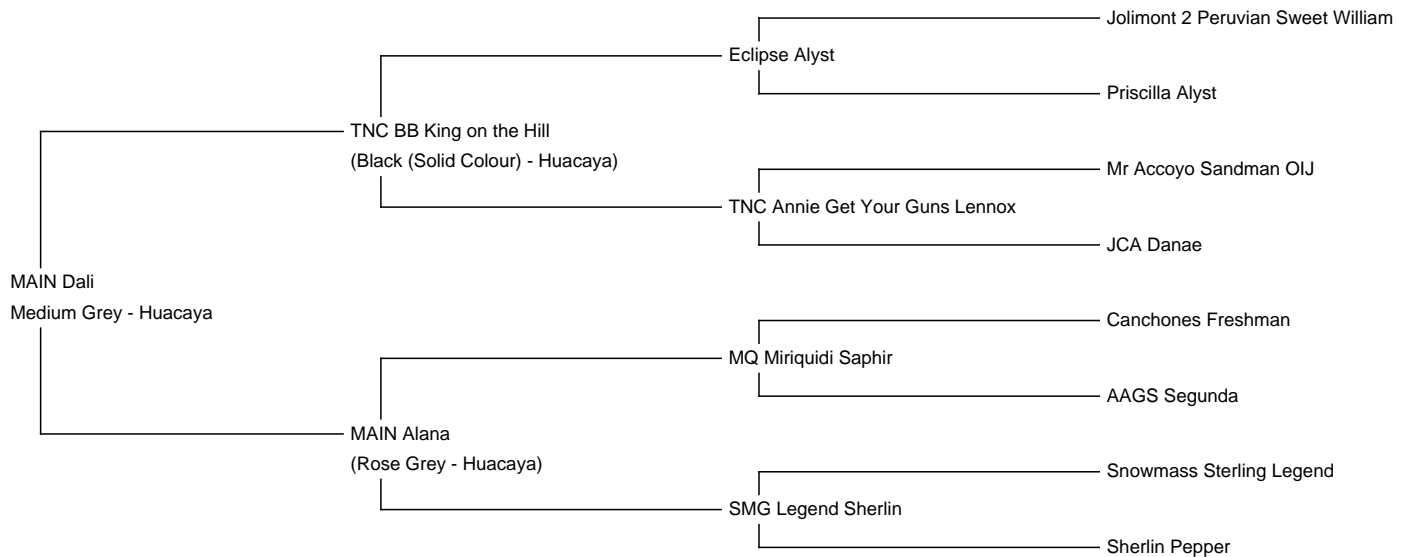 Jolimont 2 Peruvian Sweet William
Eclipse Alyst
Priscilla Alyst
TNC BB King on the Hill
(Black (Solid Colour) - Huacaya)
Mr Accoyo Sandman OIJ
TNC Annie Get Your Guns Lennox
JCA Danae
MAIN Dali
Medium Grey - Huacaya
Canchones Freshman
MQ Miriquidi Saphir
AAGS Segunda
MAIN Alana
(Rose Grey - Huacaya)
Snowmass Sterling Legend
SMG Legend Sherlin
Sherlin Pepper